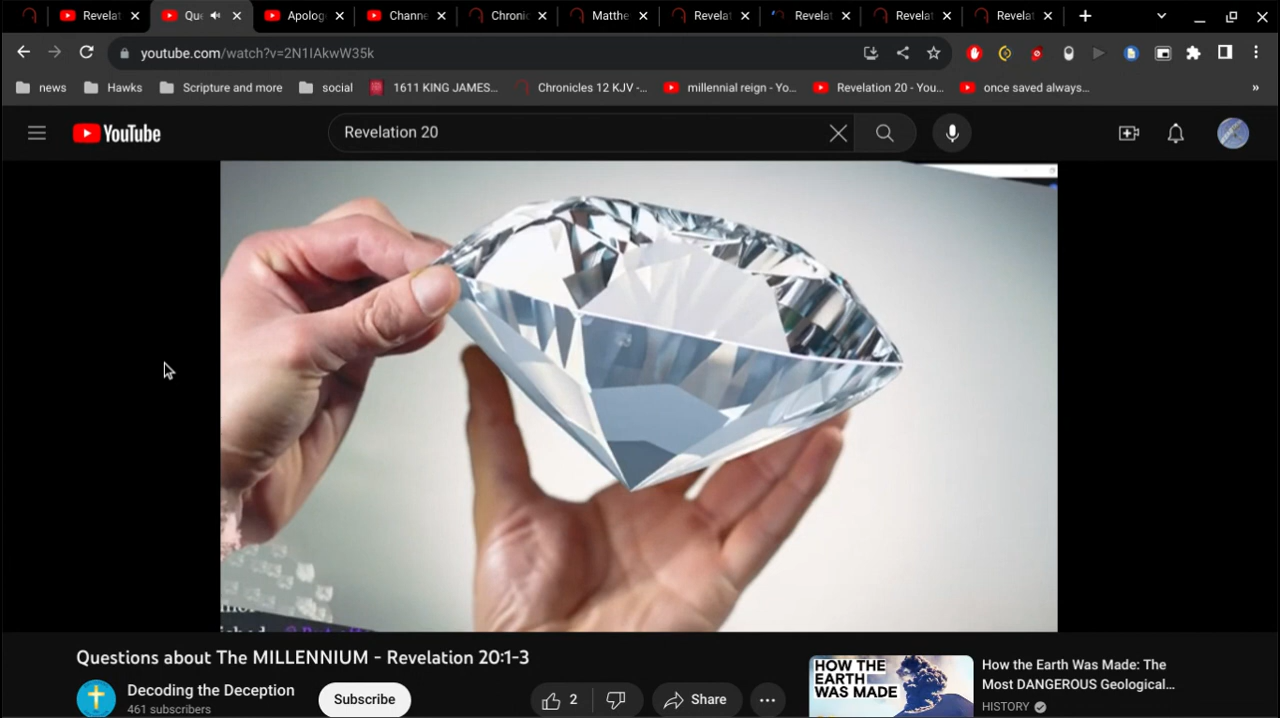 Revelat
Que
Apolog
Channe
Chronic
Matthe
Revelat
Revelat
Revelat
Revelat
youtube.com/watch?v=2N1IAkwW35k
news
Hawks
Scripture and more
social
1611 KING JAMES...
Chronicles 12 KJV -...
millennial reign - Yo...
Revelation 20 - You...
once saved always...
»
YouTube
Revelation 20
Questions about The MILLENNIUM - Revelation 20:1-3
Decoding the Deception
461 subscribers
Subscribe
2
Share
HOW THE
EARTH
WAS MADE
How the Earth Was Made: The
Most DANGEROUS Geological...
HISTORY